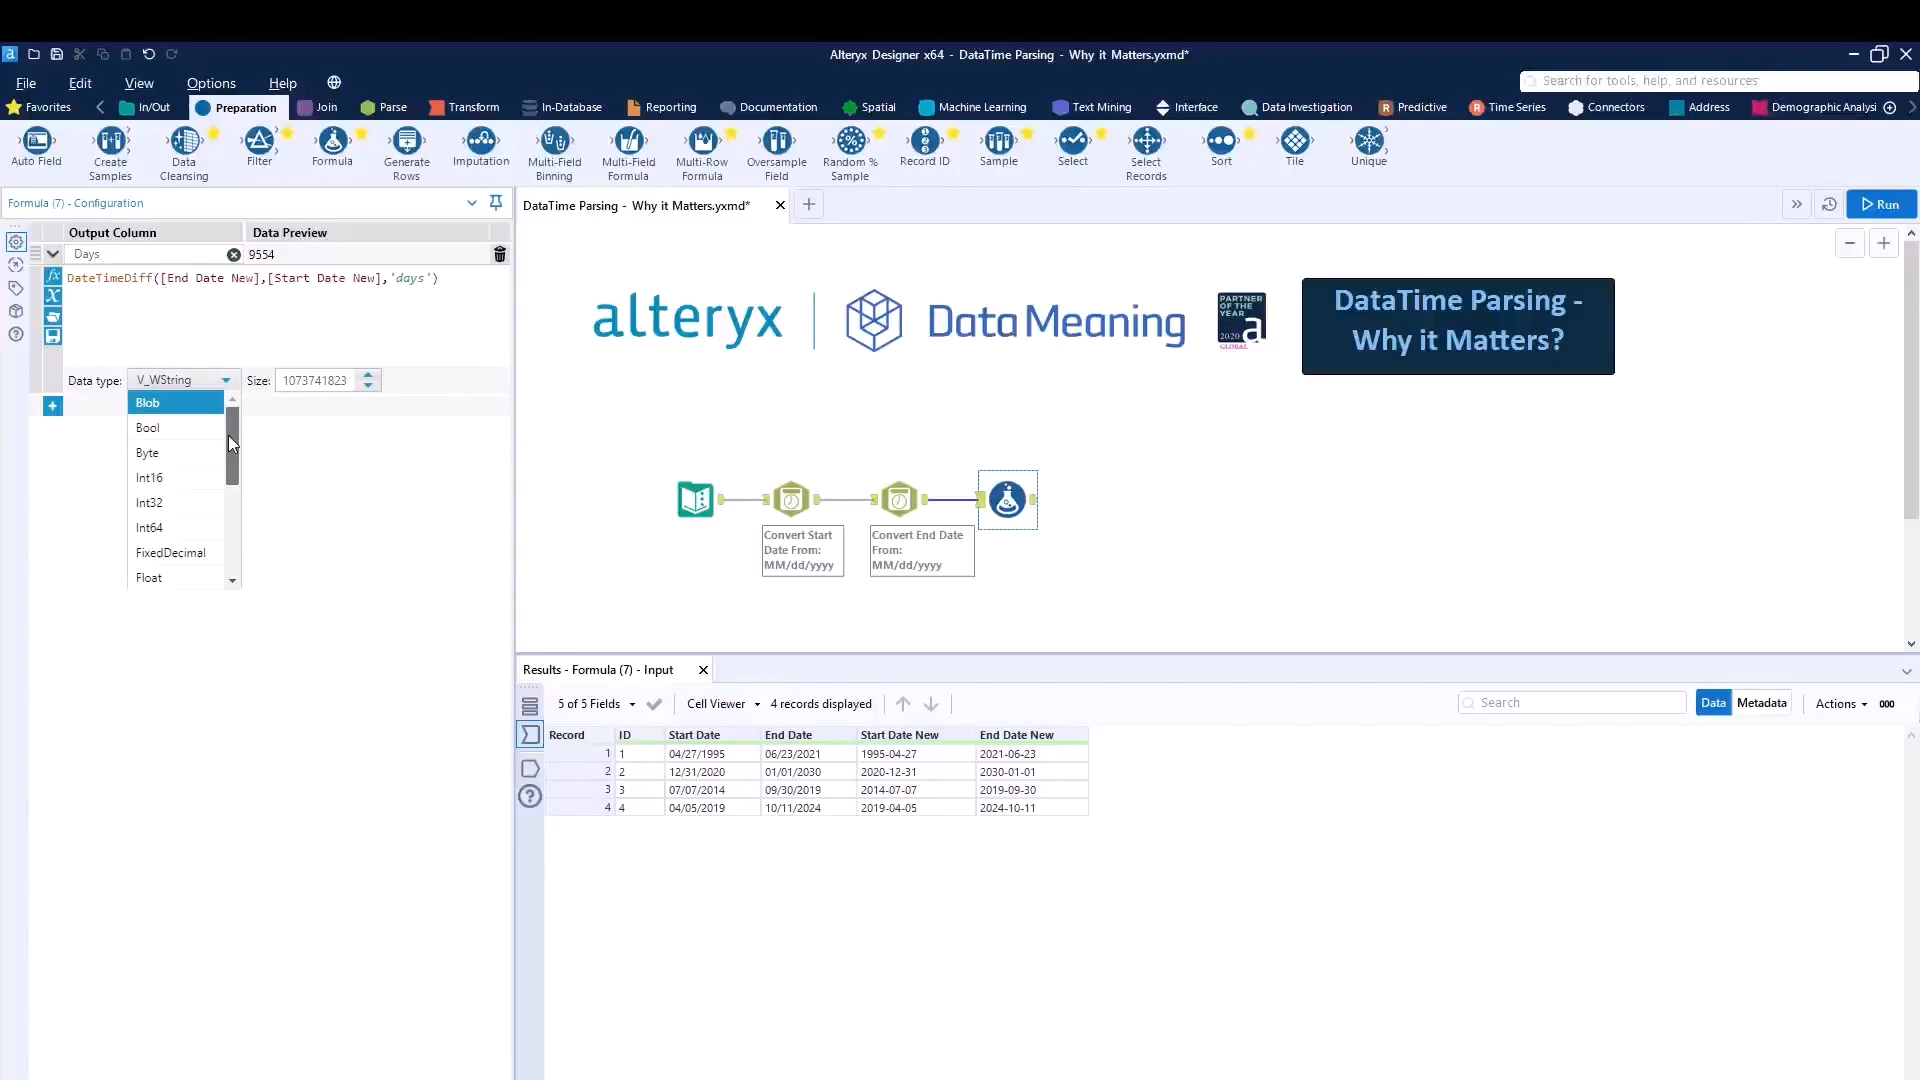 Alteryx Designer x64 - DataTime Parsing - Why it Matters.yxmd*
File Edit View Options Help
Search for tools, help, and resources
Favorites In/Out Preparation Join Parse Transform In-Database Reporting Documentation Spatial Machine Learning Text Mining Interface Data Investigation Predictive Time Series Connectors Address Demographic Analysi
Auto Field
Create Samples
Data Cleansing
Filter
Formula
Generate Rows
Imputation
Multi-Field Binning
Multi-Field Formula
Multi-Row Formula
Oversample Field
Random % Sample
Record ID
Sample
Select
Select Records
Sort
Tile
Unique
Formula (7) - Configuration
Output Column Data Preview
Days 9554
DateTimeDiff([End Date New],[Start Date New],'days')
Data type: V_WString Size: 1073741823
Blob
Bool
Byte
Int16
Int32
Int64
FixedDecimal
Float
DataTime Parsing - Why it Matters.yxmd*
Run
alteryx
DataMeaning
PARTNER
OF THE
YEAR
2020
a
GLOBAL
DataTime Parsing -
Why it Matters?
Convert Start
Date From:
MM/dd/yyyy
Convert End Date
From:
MM/dd/yyyy
Results - Formula (7) - Input
5 of 5 Fields Cell Viewer 4 records displayed Search Data Metadata Actions 000
Record ID Start Date End Date Start Date New End Date New
1 1 04/27/1995 06/23/2021 1995-04-27 2021-06-23
2 2 12/31/2020 01/01/2030 2020-12-31 2030-01-01
3 3 07/07/2014 09/30/2019 2014-07-07 2019-09-30
4 4 04/05/2019 10/11/2024 2019-04-05 2024-10-11